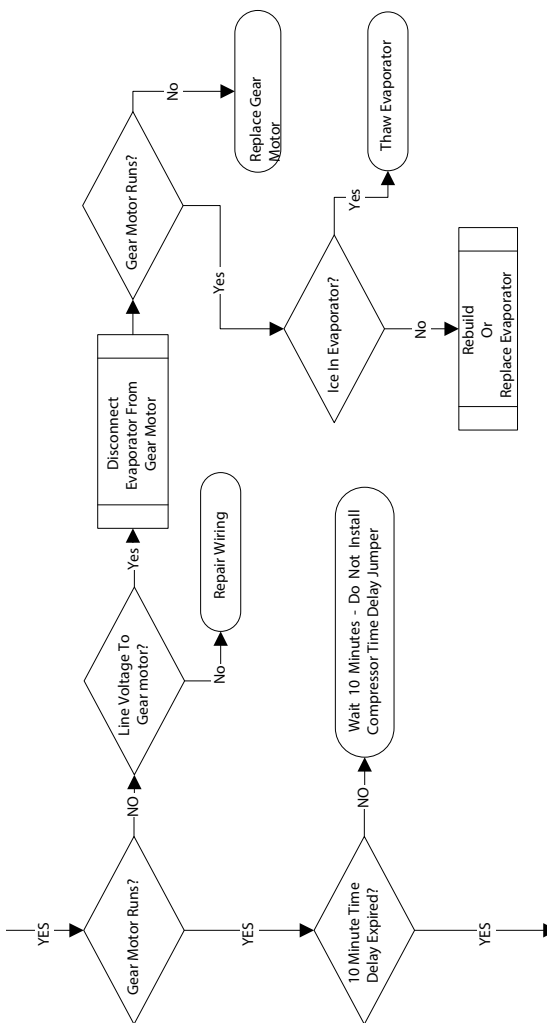 YES
Gear Motor Runs?
NO
Line Voltage To
Gear motor?
Yes
Disconnect
Evaporator From
Gear Motor
Gear Motor Runs?
No
Replace Gear
Motor
No
Repair Wiring
Yes
Ice In Evaporator?
Yes
Thaw Evaporator
No
Rebuild
Or
Replace Evaporator
YES
10 Minute Time
Delay Expired?
NO
Wait 10 Minutes - Do Not Install
Compressor Time Delay Jumper
YES